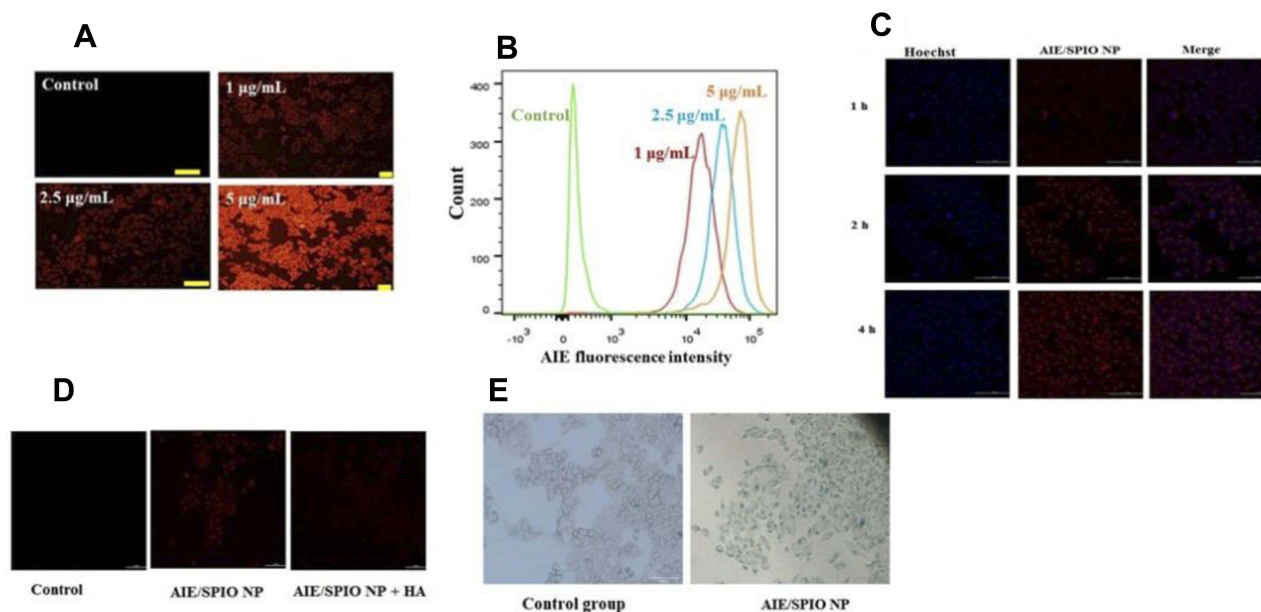 A
Control
1 µg/mL
2.5 µg/mL
5 µg/mL
B
400
300
200
100
0
Count
Control
1 µg/mL
2.5 µg/mL
5 µg/mL
-10³ 0 10³ 10⁴ 10⁵
AIE fluorescence intensity
C
Hoechst AIE/SPIO NP Merge
1 h
2 h
4 h
D
Control AIE/SPIO NP AIE/SPIO NP + HA
E
Control group AIE/SPIO NP